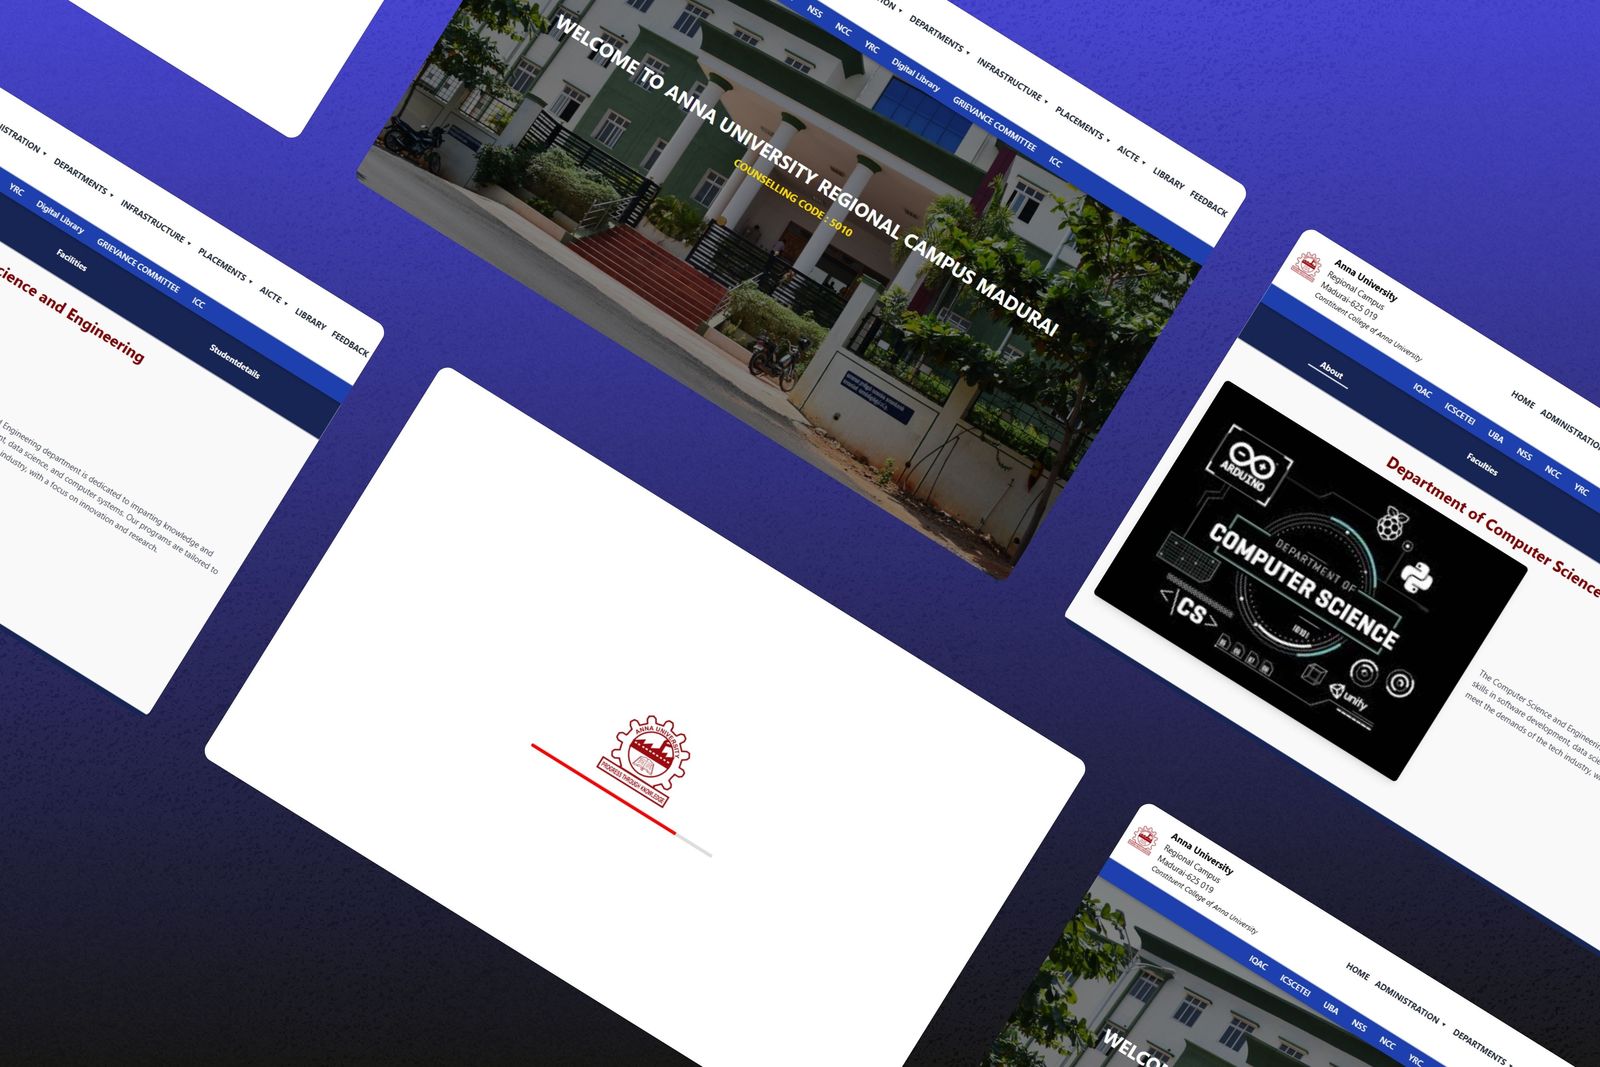 NSS NCC YRC Digital Library GRIEVANCE COMMITTEE ICC
DEPARTMENTS INFRASTRUCTURE PLACEMENTS AICTE LIBRARY FEEDBACK
WELCOME TO ANNA UNIVERSITY REGIONAL CAMPUS MADURAI
COUNSELLING CODE : 5010
DEPARTMENTS INFRASTRUCTURE PLACEMENTS AICTE LIBRARY FEEDBACK
YRC Digital Library GRIEVANCE COMMITTEE ICC
Facilities Studentdetails
cience and Engineering
Engineering department is dedicated to imparting knowledge and
data science, and computer systems. Our programs are tailored to
industry, with a focus on innovation and research.
ANNA UNIVERSITY
PROGRESS THROUGH KNOWLEDGE
Anna University
Regional Campus
Madurai-625 019
Constituent College of Anna University
HOME ADMINISTRATION
IQAC ICSCETEI UBA NSS NCC YRC
About Faculties
Department of Computer Science
ARDUINO
DEPARTMENT OF
COMPUTER SCIENCE
<CS>
unity
The Computer Science and Engineering
skills in software development, data
meet the demands of the tech industry,
Anna University
Regional Campus
Madurai-625 019
Constituent College of Anna University
HOME ADMINISTRATION DEPARTMENTS
IQAC ICSCETEI UBA NSS NCC YRC
WELCO